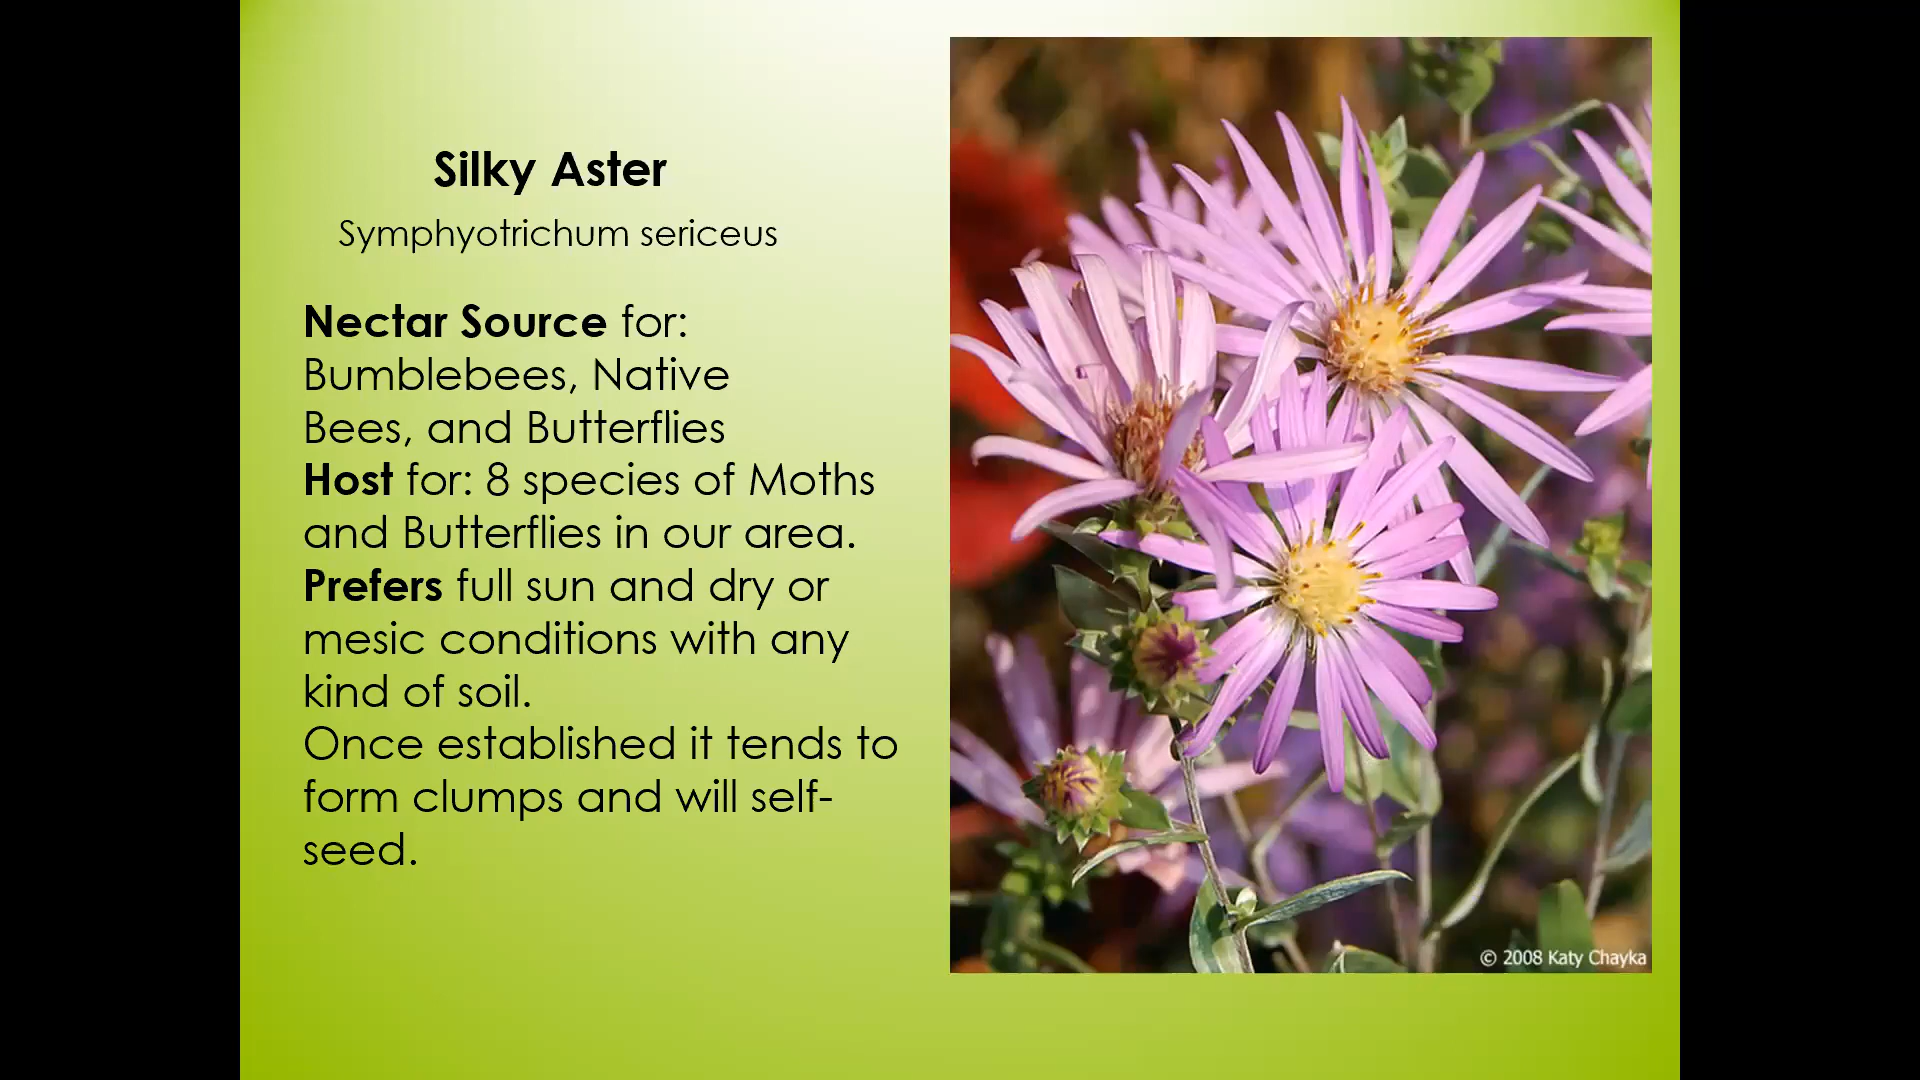 Silky Aster
Symphyotrichum sericeus
Nectar Source for:
Bumblebees, Native
Bees, and Butterflies
Host for: 8 species of Moths
and Butterflies in our area.
Prefers full sun and dry or
mesic conditions with any
kind of soil.
Once established it tends to
form clumps and will self-
seed.
© 2008 Katy Chayka